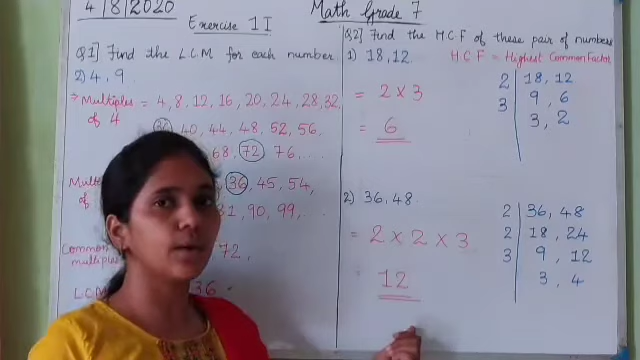 4/8/2020
Exercise 1I
Math Grade 7
Q1] Find the L.C.M for each number
2) 4, 9.
⇒ Multiples of 4 = 4, 8, 12, 16, 20, 24, 28, 32,
36, 40, 44, 48, 52, 56,
68, 72, 76, ...
of
36, 45, 54,
90, 99, ...
Common multiples
72,
LCM
36
Q2] Find the H.C.F of these pair of numbers
1) 18, 12
H C F = Highest Common Factor
= 2 × 3
= 6
2 | 18, 12
3 | 9, 6
3, 2
2) 36, 48.
= 2 × 2 × 3
= 12
2 | 36, 48
2 | 18, 24
3 | 9, 12
3, 4